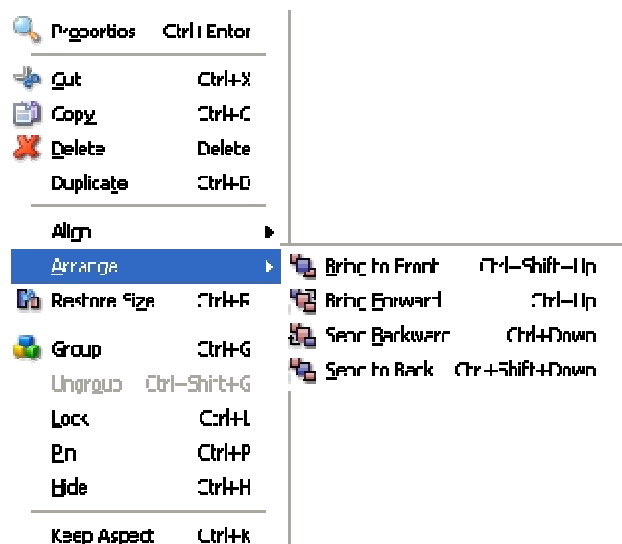 Properties Ctrl+Enter
Cut Ctrl+X
Copy Ctrl+C
Delete Delete
Duplicate Ctrl+D
Align
Arrange
Bring to Front Ctrl+Shift+Up
Restore Size Ctrl+R
Bring Forward Ctrl+Up
Send Backward Ctrl+Down
Group Ctrl+G
Send to Back Ctrl+Shift+Down
Ungroup Ctrl+Shift+G
Lock Ctrl+L
Pin Ctrl+P
Hide Ctrl+H
Keep Aspect Ctrl+K